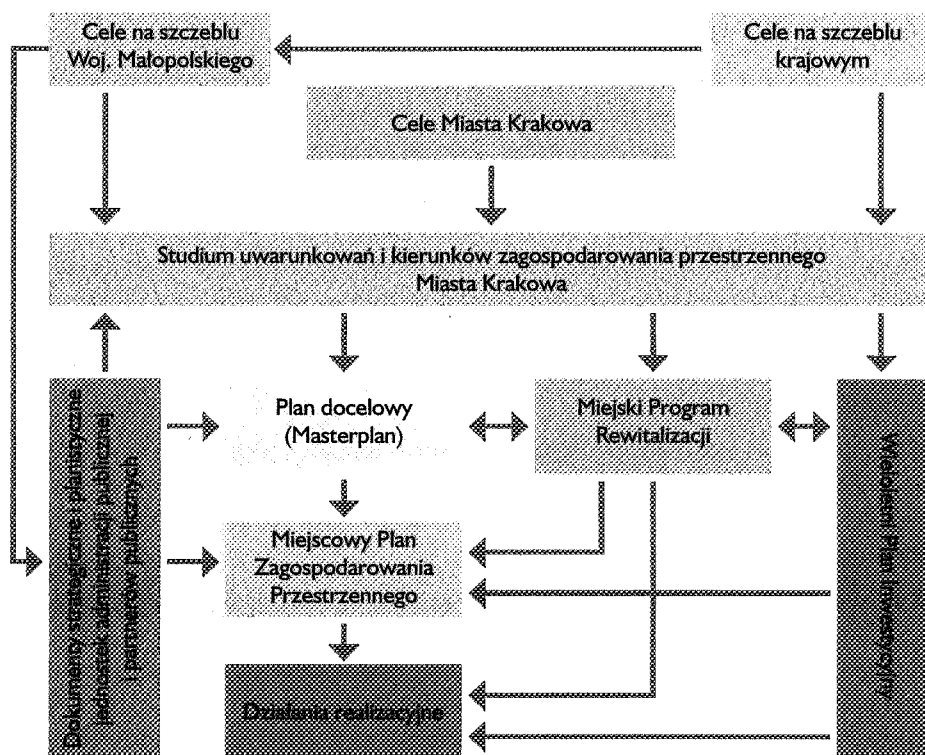 Cele na szczeblu
Woj. Małopolskiego
Cele na szczeblu
krajowym
Cele Miasta Krakowa
Studium uwarunkowań i kierunków zagospodarowania przestrzennego
Miasta Krakowa
Dokumenty strategiczne i planistyczne
jednostek administracji publicznej
i partnerów publicznych
Plan docelowy
(Masterplan)
Miejski Program
Rewitalizacji
Wieloletni Plan Inwestycyjny
Miejscowy Plan
Zagospodarowania
Przestrzennego
Działania realizacyjne